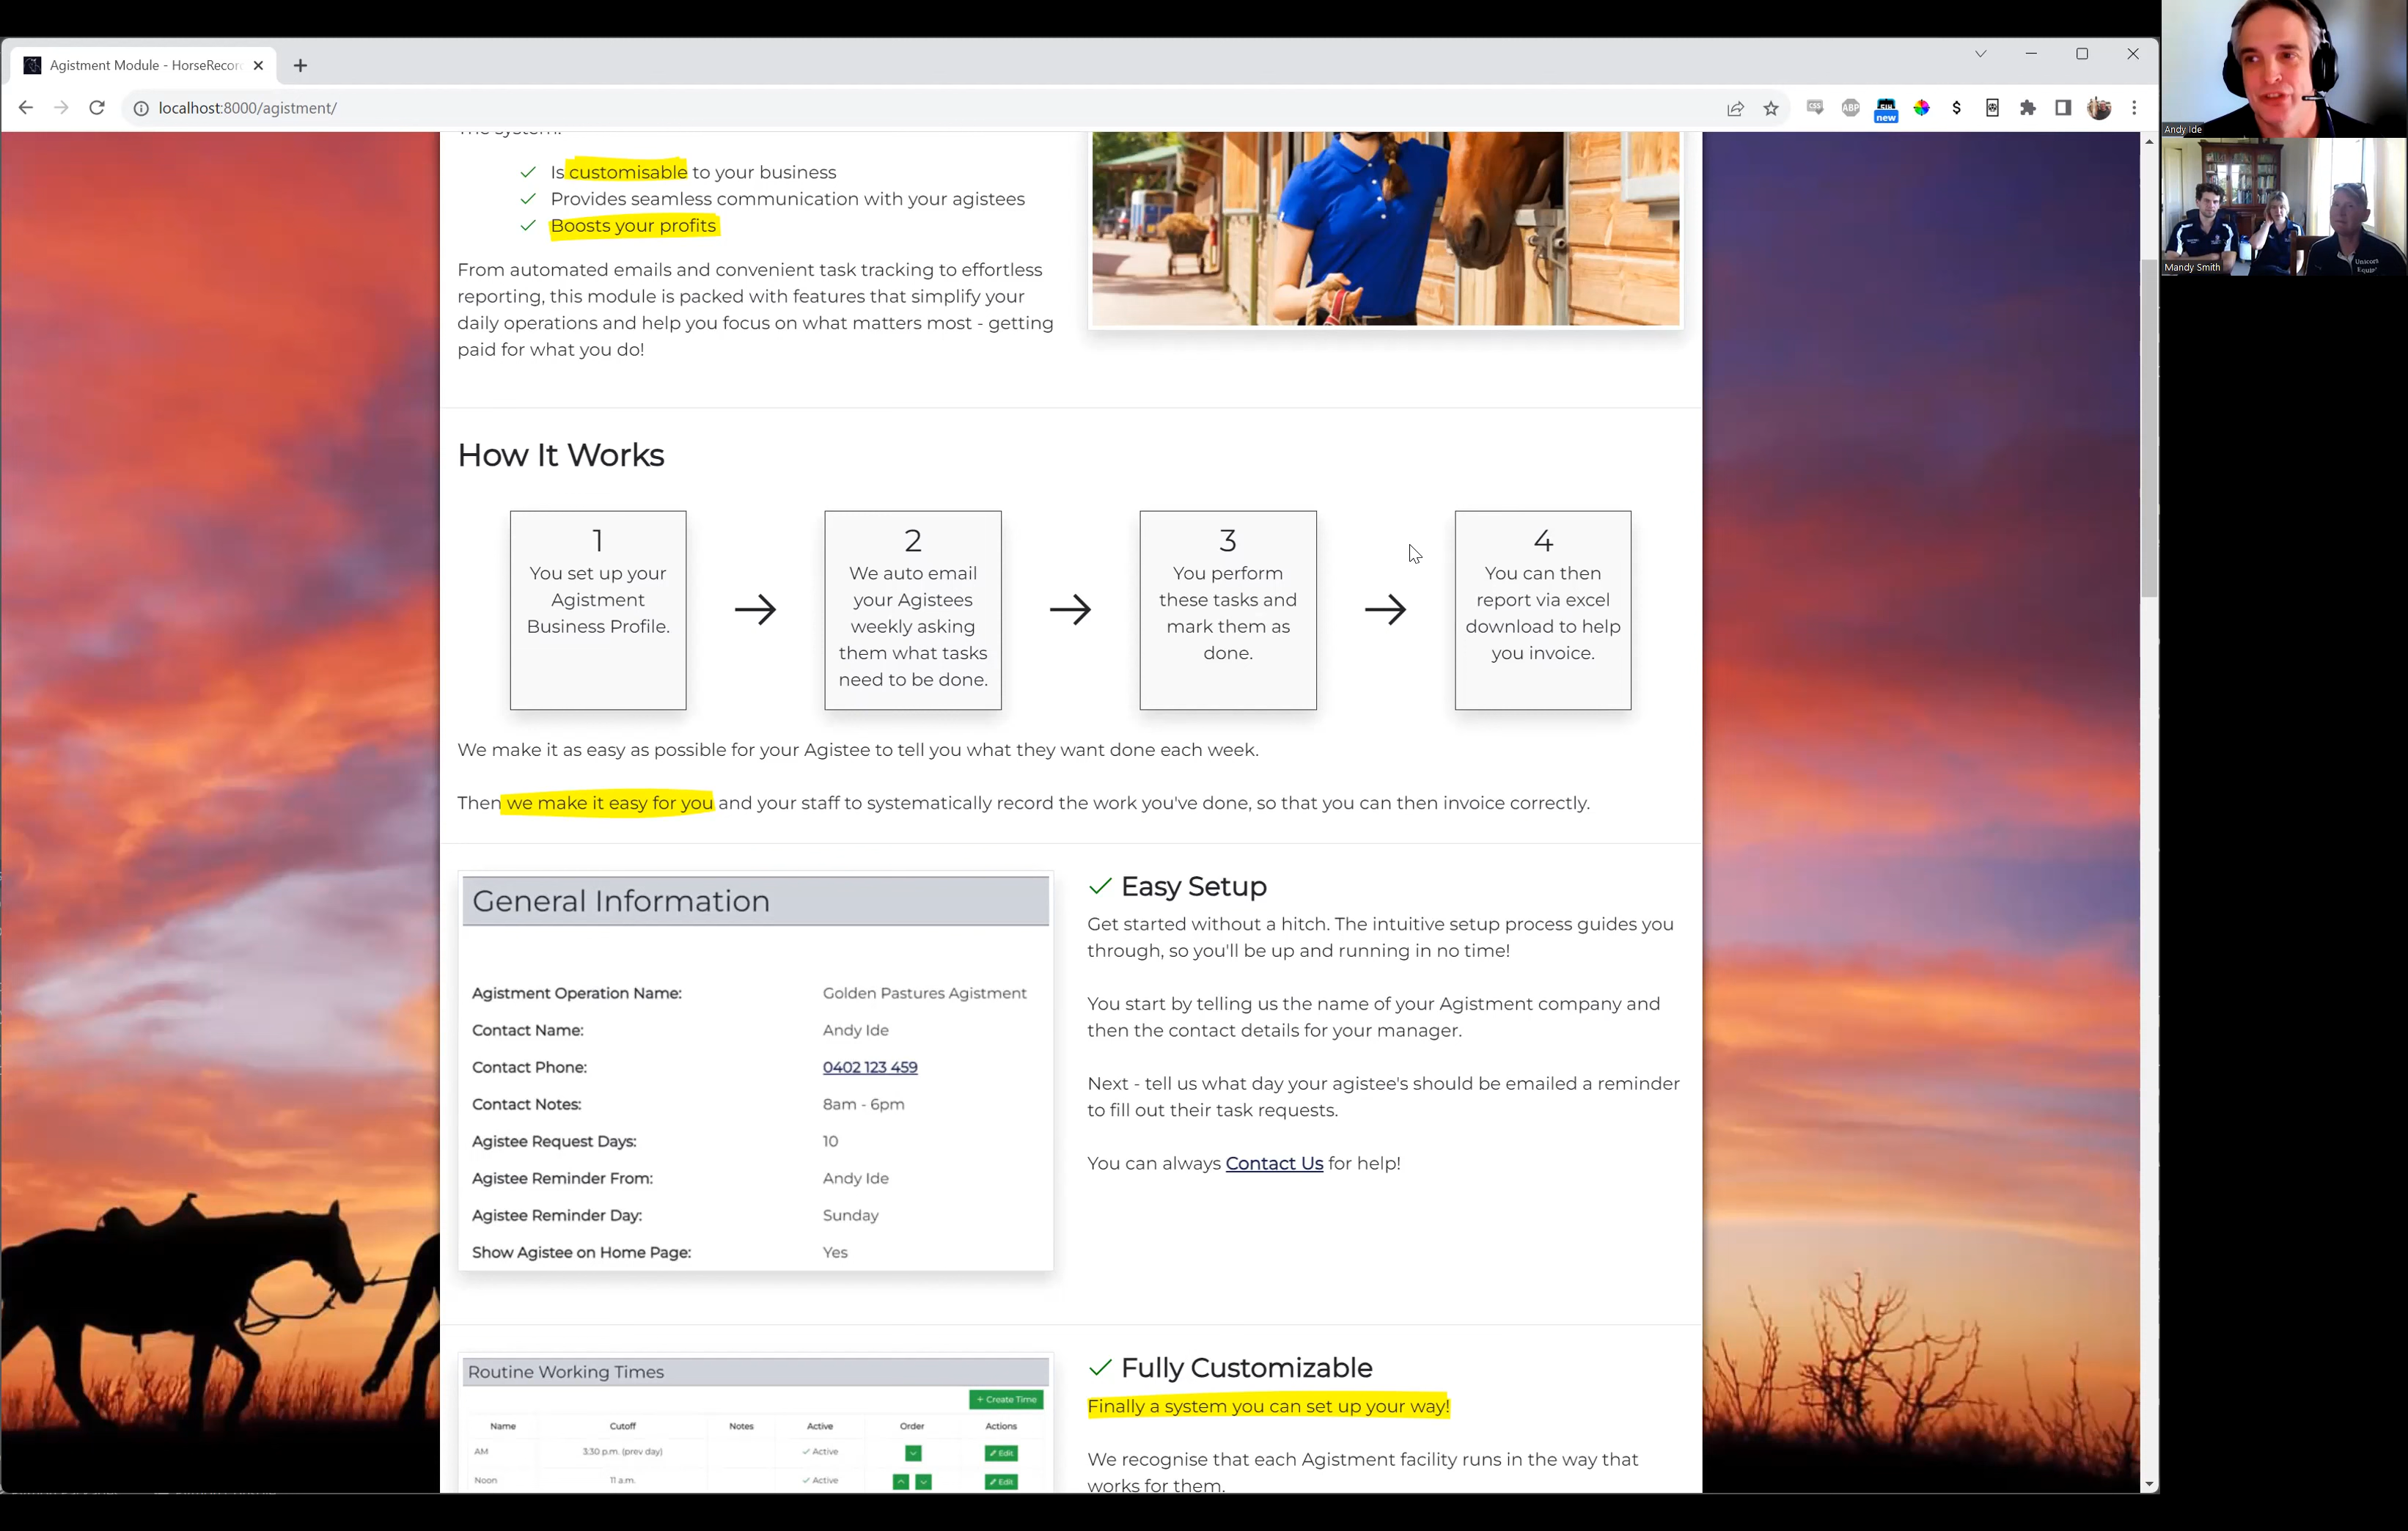 Agistment Module - HorseRecor
localhost:8000/agistment/
new
ABP
Andy Ide
Mandy Smith
The system:
Is customisable to your business
Provides seamless communication with your agistees
Boosts your profits
From automated emails and convenient task tracking to effortless
reporting, this module is packed with features that simplify your
daily operations and help you focus on what matters most - getting
paid for what you do!
How It Works
1
You set up your
Agistment
Business Profile.
2
We auto email
your Agistees
weekly asking
them what tasks
need to be done.
3
You perform
these tasks and
mark them as
done.
4
You can then
report via excel
download to help
you invoice.
We make it as easy as possible for your Agistee to tell you what they want done each week.
Then we make it easy for you and your staff to systematically record the work you've done, so that you can then invoice correctly.
General Information
Agistment Operation Name: Golden Pastures Agistment
Contact Name: Andy Ide
Contact Phone: 0402 123 459
Contact Notes: 8am - 6pm
Agistee Request Days: 10
Agistee Reminder From: Andy Ide
Agistee Reminder Day: Sunday
Show Agistee on Home Page: Yes
Easy Setup
Get started without a hitch. The intuitive setup process guides you
through, so you'll be up and running in no time!
You start by telling us the name of your Agistment company and
then the contact details for your manager.
Next - tell us what day your agistee's should be emailed a reminder
to fill out their task requests.
You can always Contact Us for help!
Routine Working Times
+ Create Time
Name Cutoff Notes Active Order Actions
AM 3:30 p.m. (prev day) Active Edit
Noon 11 a.m. Active Edit
Fully Customizable
Finally a system you can set up your way!
We recognise that each Agistment facility runs in the way that
works for them.